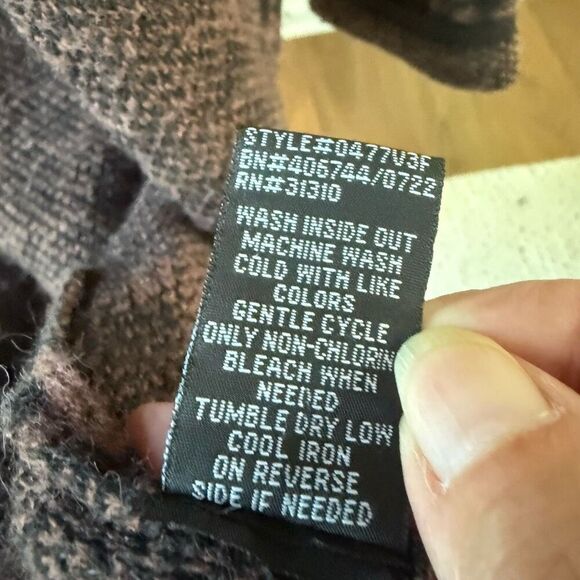 STYLE#0477V3F
BN#406744/0722
RN#31310
WASH INSIDE OUT
MACHINE WASH
COLD WITH LIKE
COLORS
GENTLE CYCLE
ONLY NON-CHLORIN
BLEACH WHEN
NEEDED
TUMBLE DRY LOW
COOL IRON
ON REVERSE
SIDE IF NEEDED